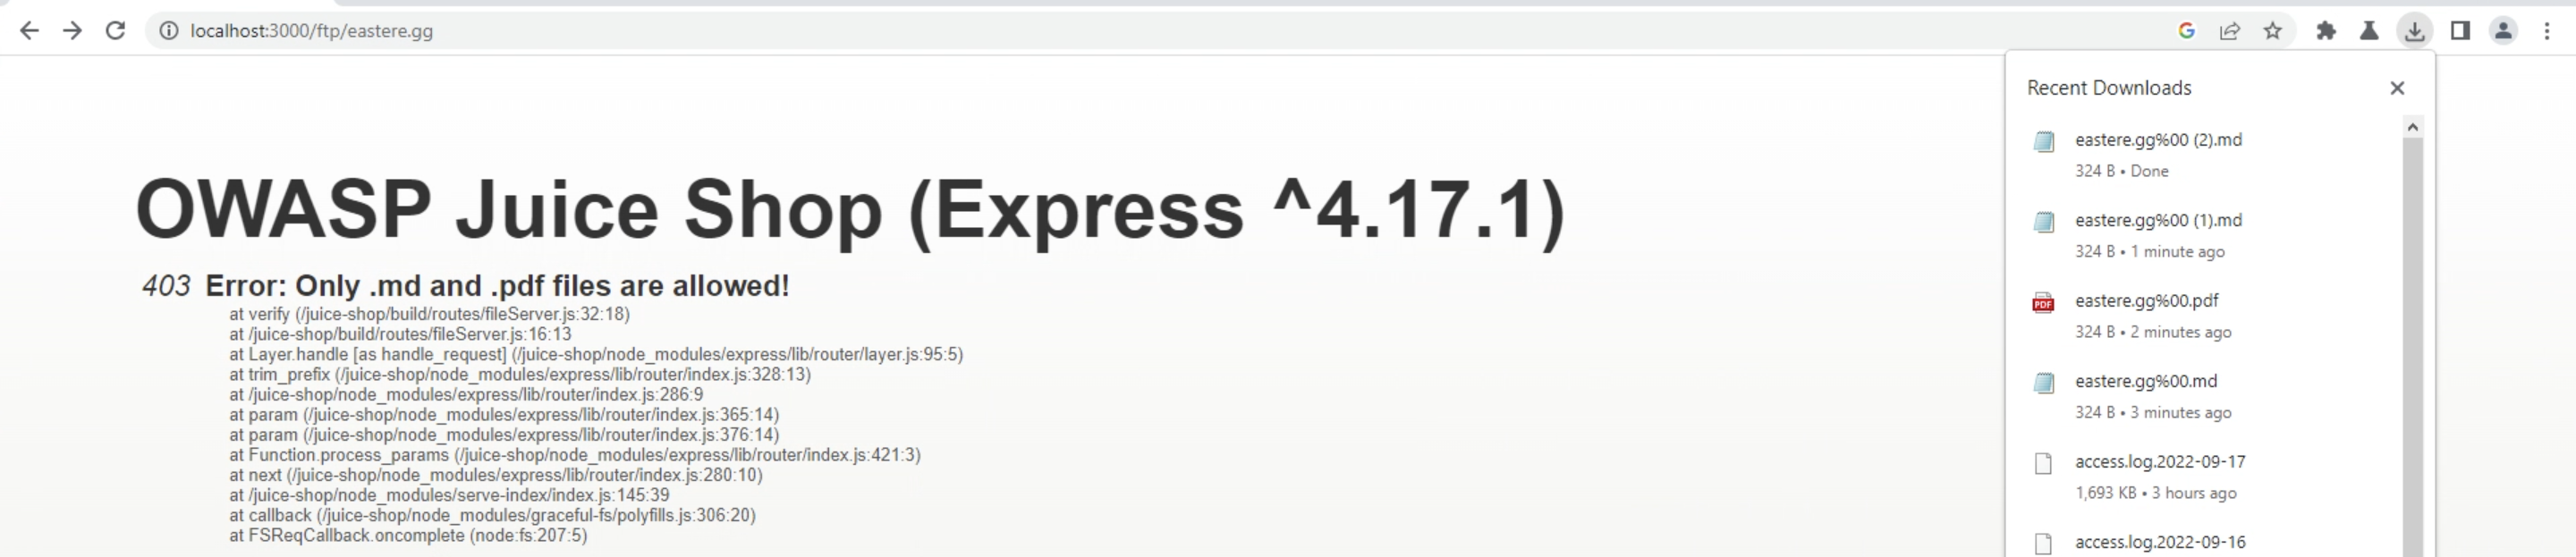 localhost:3000/ftp/eastere.gg
OWASP Juice Shop (Express ^4.17.1)
403 Error: Only .md and .pdf files are allowed!
at verify (/juice-shop/build/routes/fileServer.js:32:18)
at /juice-shop/build/routes/fileServer.js:16:13
at Layer.handle [as handle_request] (/juice-shop/node_modules/express/lib/router/layer.js:95:5)
at trim_prefix (/juice-shop/node_modules/express/lib/router/index.js:328:13)
at /juice-shop/node_modules/express/lib/router/index.js:286:9
at param (/juice-shop/node_modules/express/lib/router/index.js:365:14)
at param (/juice-shop/node_modules/express/lib/router/index.js:376:14)
at Function.process_params (/juice-shop/node_modules/express/lib/router/index.js:421:3)
at next (/juice-shop/node_modules/express/lib/router/index.js:280:10)
at /juice-shop/node_modules/serve-index/index.js:145:39
at callback (/juice-shop/node_modules/graceful-fs/polyfills.js:306:20)
at FSReqCallback.oncomplete (node:fs:207:5)
Recent Downloads
eastere.gg%00 (2).md
324 B • Done
eastere.gg%00 (1).md
324 B • 1 minute ago
PDF
eastere.gg%00.pdf
324 B • 2 minutes ago
eastere.gg%00.md
324 B • 3 minutes ago
access.log.2022-09-17
1,693 KB • 3 hours ago
access.log.2022-09-16